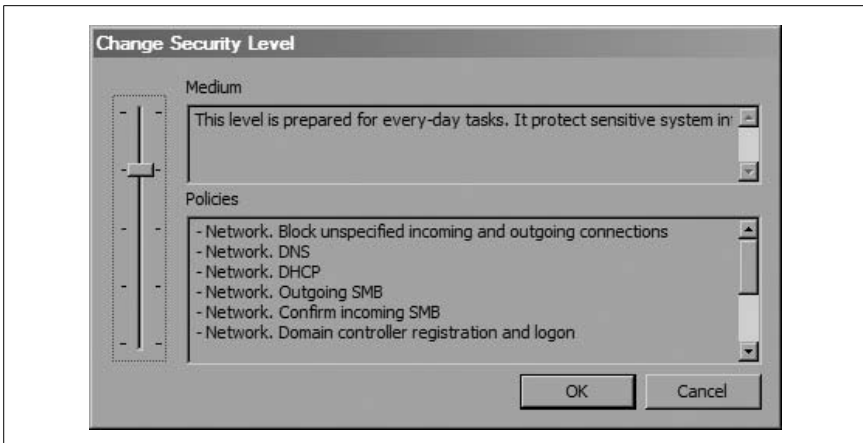 Change Security Level
Medium
This level is prepared for every-day tasks. It protect sensitive system
Policies
- Network. Block unspecified incoming and outgoing connections
- Network. DNS
- Network. DHCP
- Network. Outgoing SMB
- Network. Confirm incoming SMB
- Network. Domain controller registration and logon
OK
Cancel